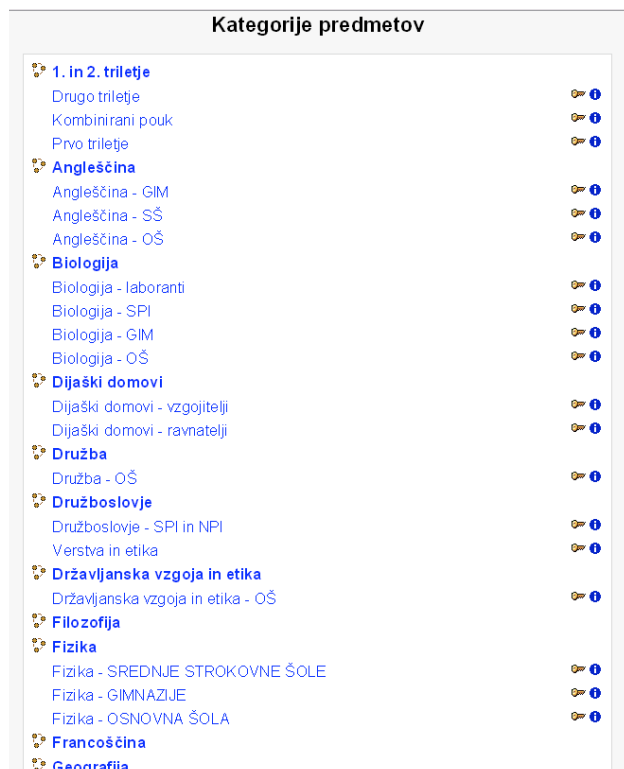 Kategorije predmetov
1. in 2. triletje
Drugo triletje
Kombinirani pouk
Prvo triletje
Angleščina
Angleščina - GIM
Angleščina - SŠ
Angleščina - OŠ
Biologija
Biologija - laboranti
Biologija - SPI
Biologija - GIM
Biologija - OŠ
Dijaški domovi
Dijaški domovi - vzgojitelji
Dijaški domovi - ravnatelji
Družba
Družba - OŠ
Družboslovje
Družboslovje - SPI in NPI
Verstva in etika
Državljanska vzgoja in etika
Državljanska vzgoja in etika - OŠ
Filozofija
Fizika
Fizika - SREDNJE STROKOVNE ŠOLE
Fizika - GIMNAZIJE
Fizika - OSNOVNA ŠOLA
Francoščina
Geografija